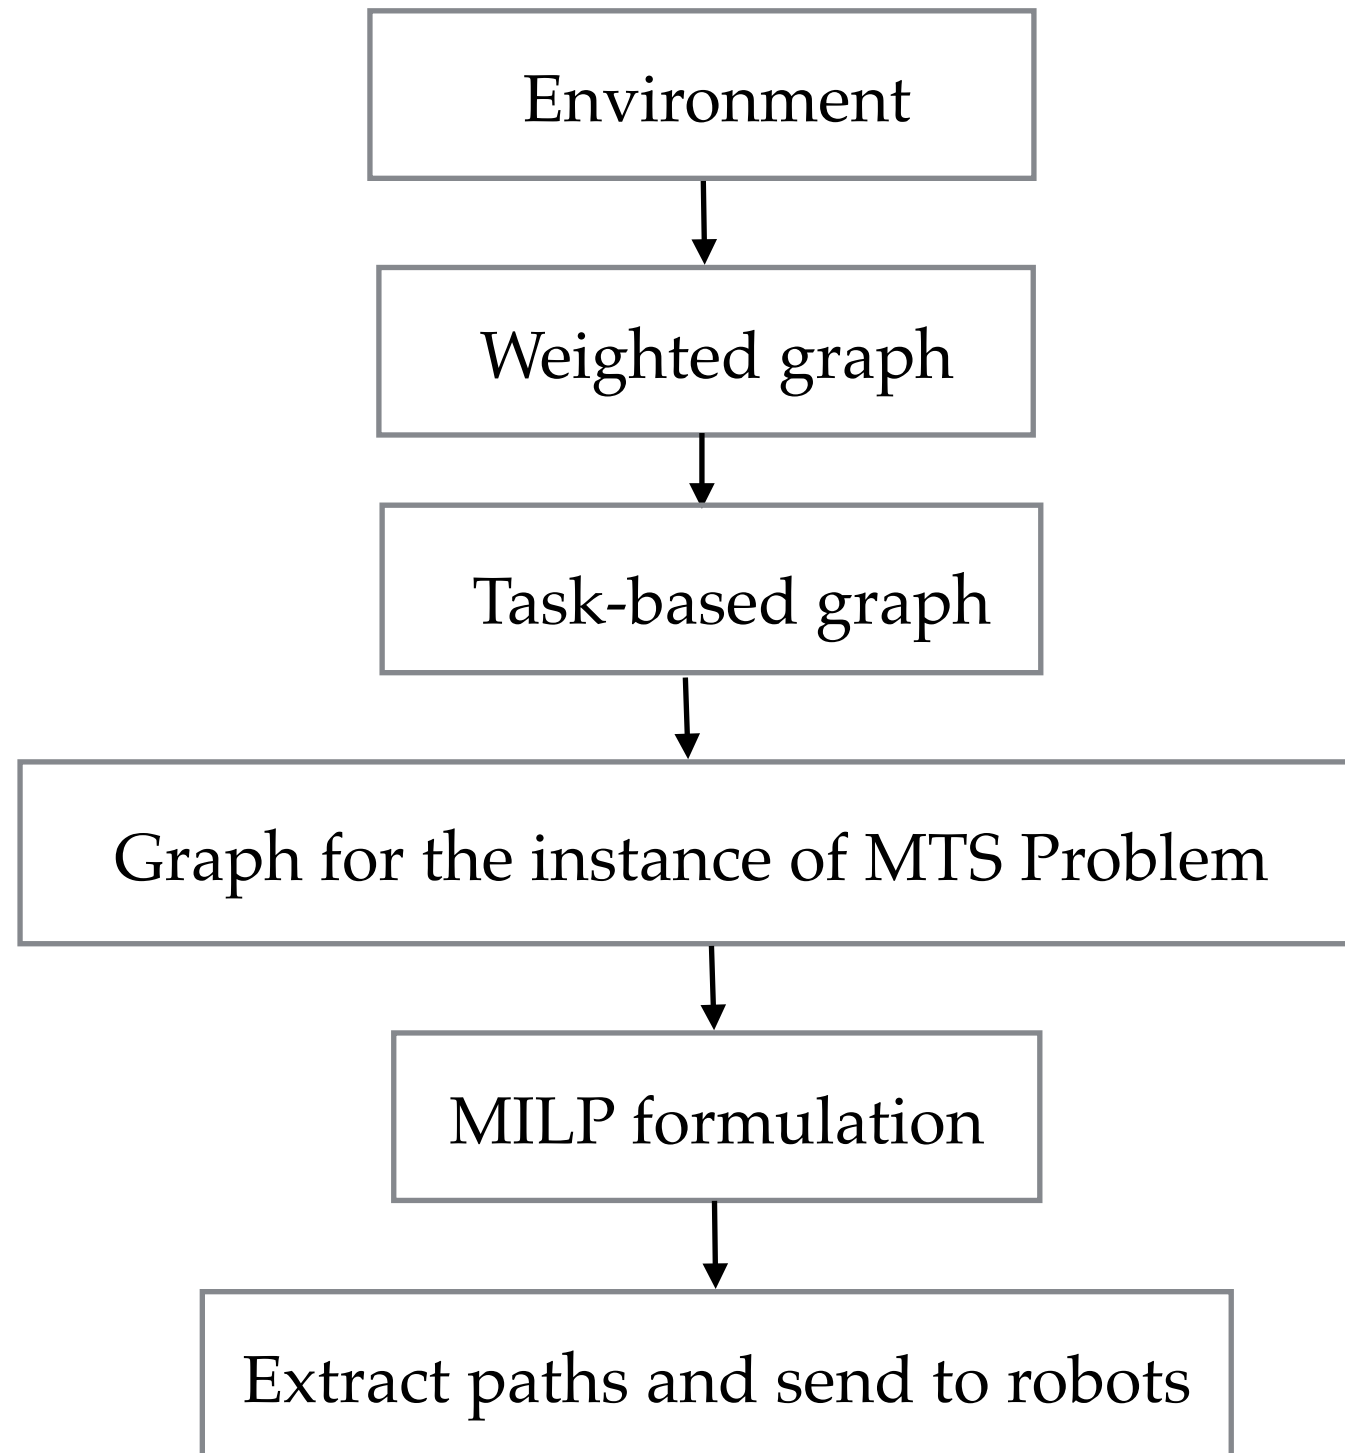 Environment
Weighted graph
Task-based graph
Graph for the instance of MTS Problem
MILP formulation
Extract paths and send to robots